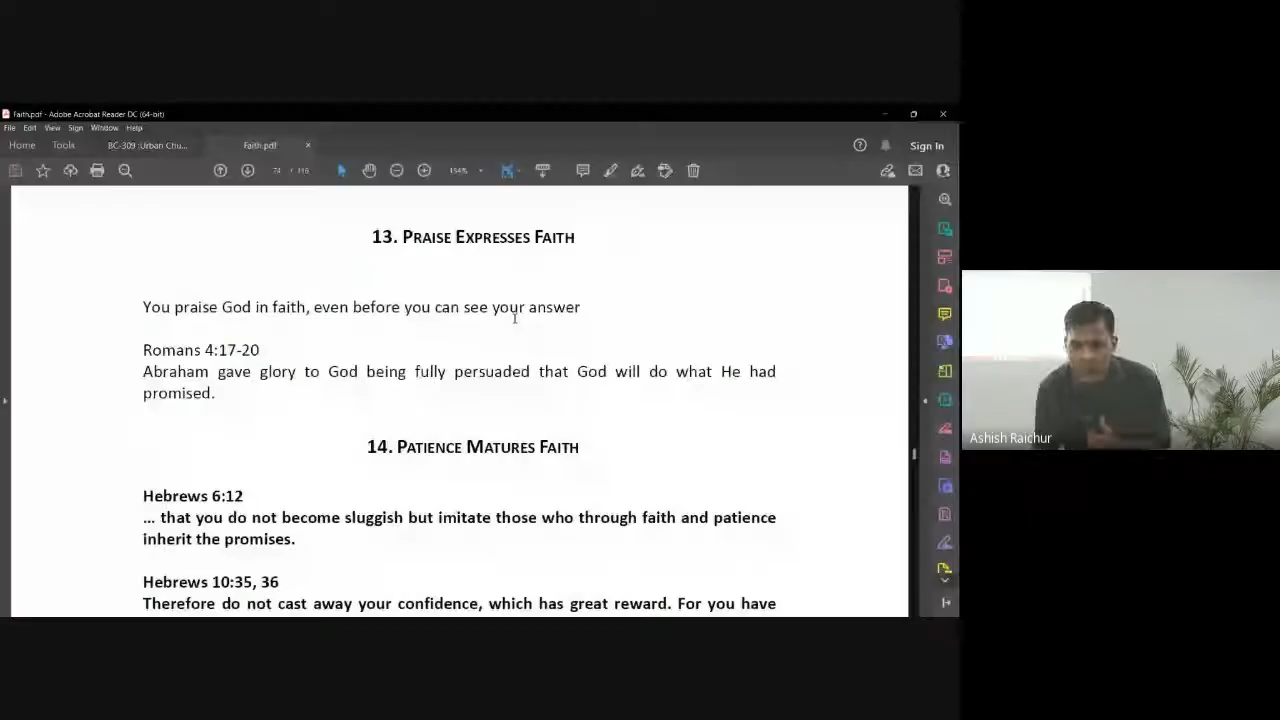 Faith.pdf - Adobe Acrobat Reader DC (64-bit)
File Edit View Sign Window Help
Home Tools BC-309 :Urban Chu... Faith.pdf × Sign In
74 / 116 154%
13. PRAISE EXPRESSES FAITH
You praise God in faith, even before you can see your answer
Romans 4:17-20
Abraham gave glory to God being fully persuaded that God will do what He had
promised.
14. PATIENCE MATURES FAITH
Hebrews 6:12
... that you do not become sluggish but imitate those who through faith and patience
inherit the promises.
Hebrews 10:35, 36
Therefore do not cast away your confidence, which has great reward. For you have
Ashish Raichur